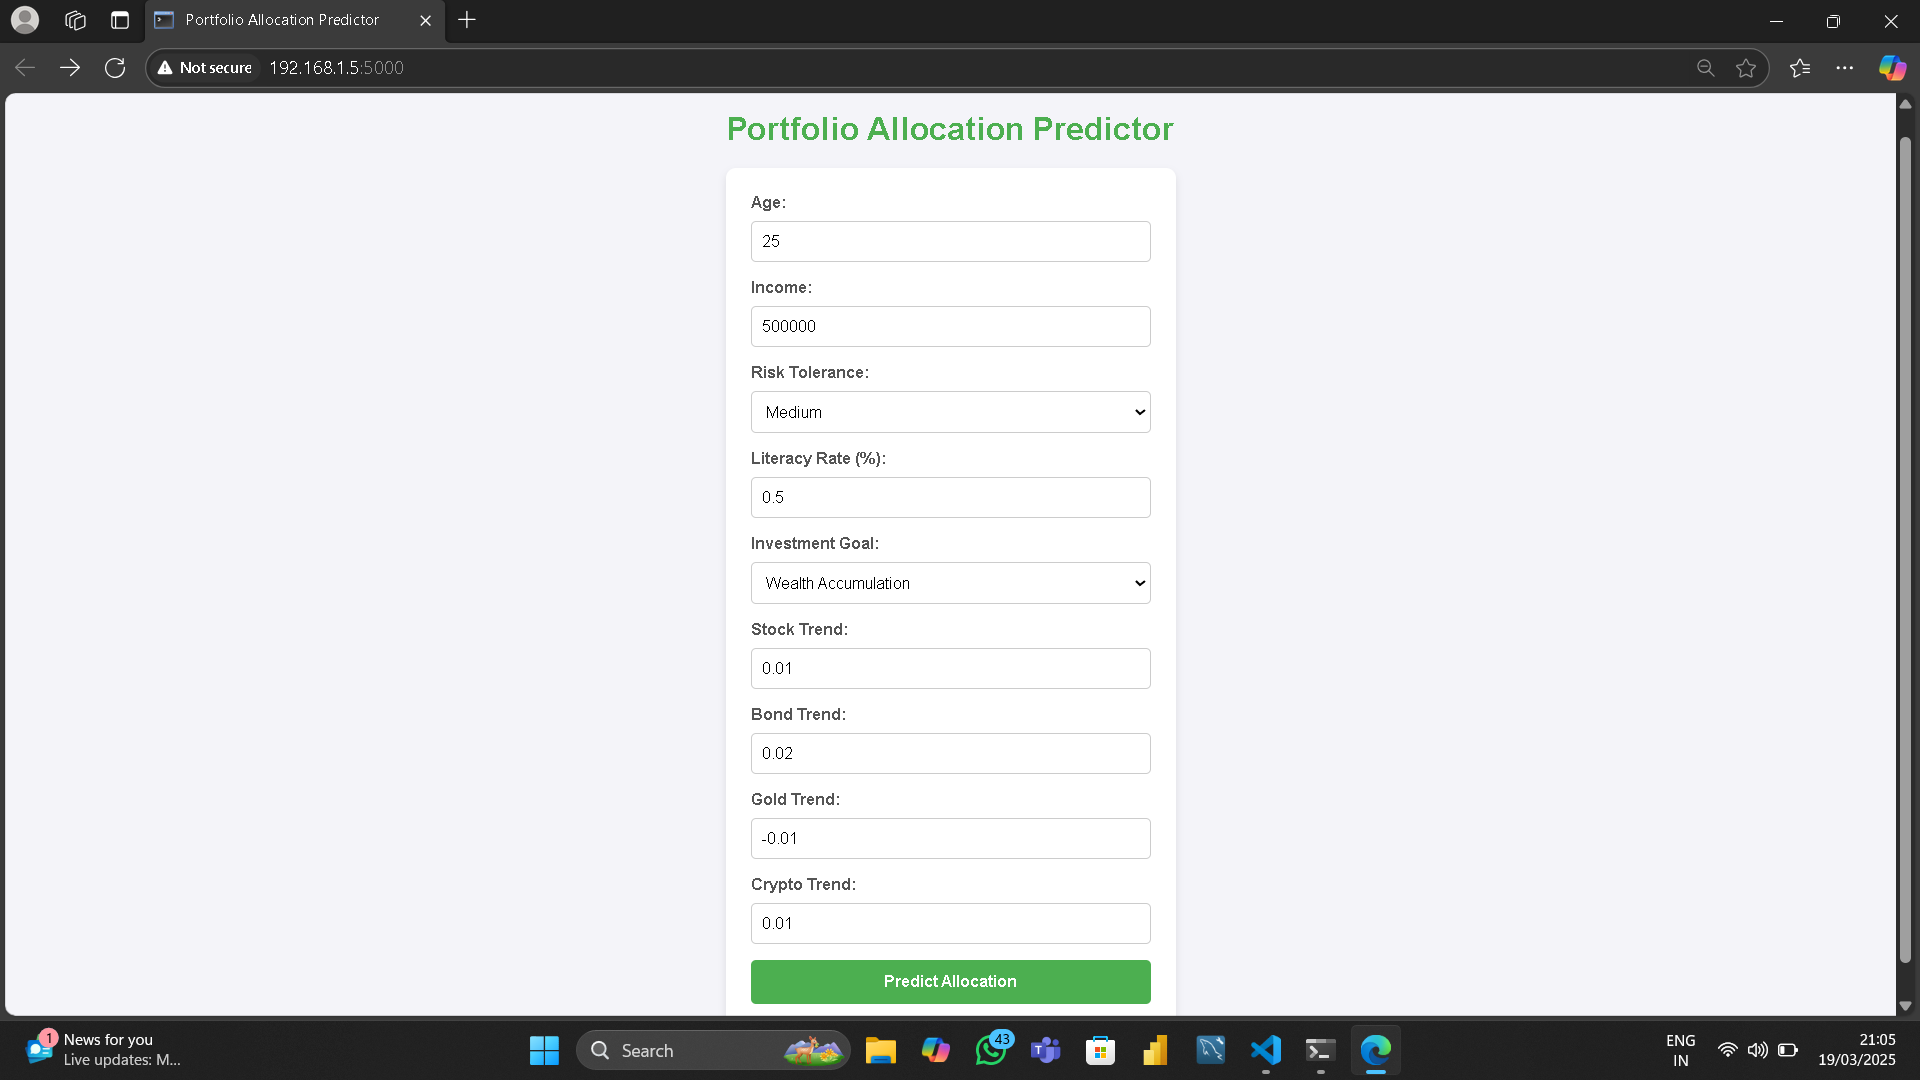 Portfolio Allocation Predictor
Not secure
192.168.1.5:5000
Portfolio Allocation Predictor
Age:
25
Income:
500000
Risk Tolerance:
Medium
Literacy Rate (%):
0.5
Investment Goal:
Wealth Accumulation
Stock Trend:
0.01
Bond Trend:
0.02
Gold Trend:
-0.01
Crypto Trend:
0.01
Predict Allocation
1
News for you
Live updates: M...
Search
43
ENG
IN
21:05
19/03/2025